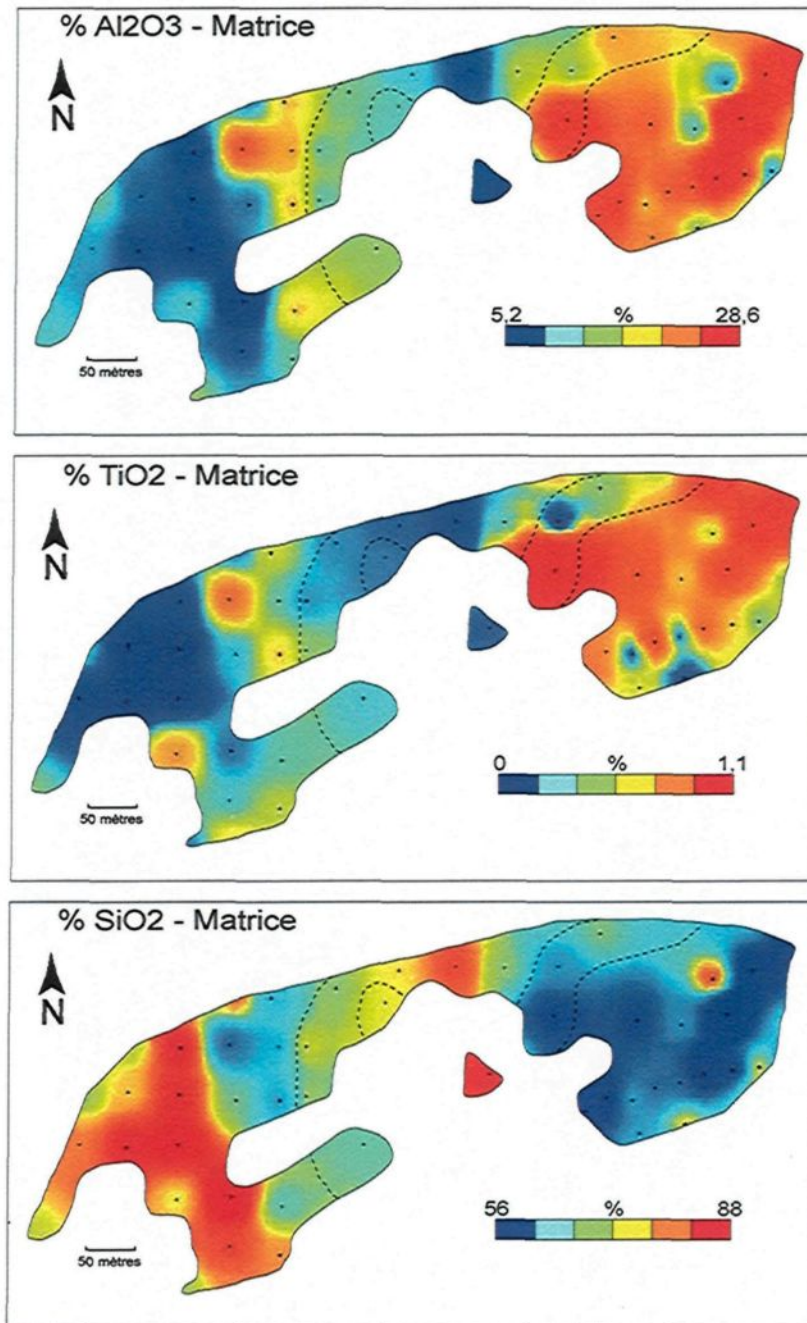 % Al2O3 - Matrice
N
5,2 % 28,6
50 mètres
% TiO2 - Matrice
N
0 % 1,1
50 mètres
% SiO2 - Matrice
N
56 % 88
50 mètres